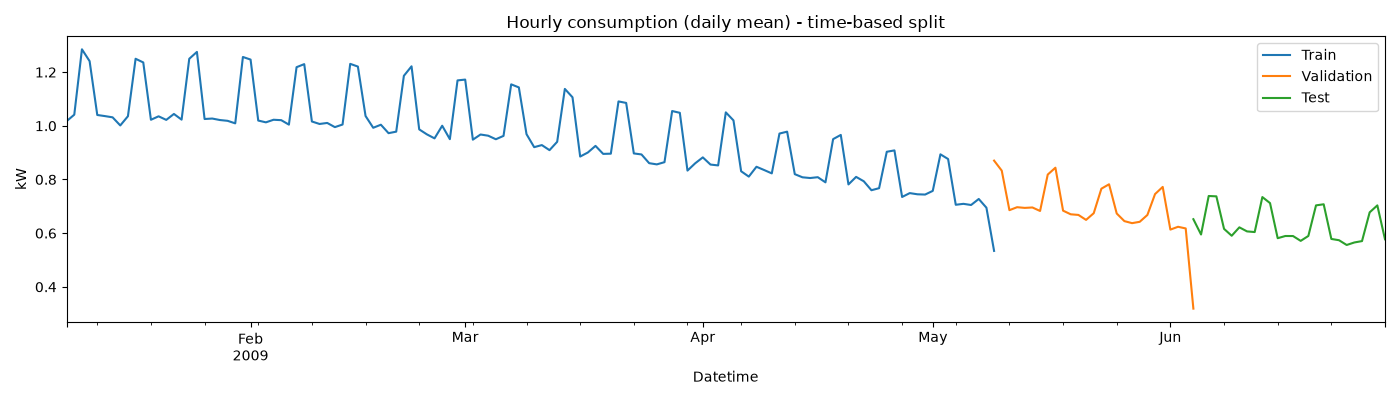 Hourly consumption (daily mean) - time-based split
Train
Validation
Test
1.2
1.0
0.8
0.6
0.4
kW
Feb
2009
Mar
Apr
May
Jun
Datetime